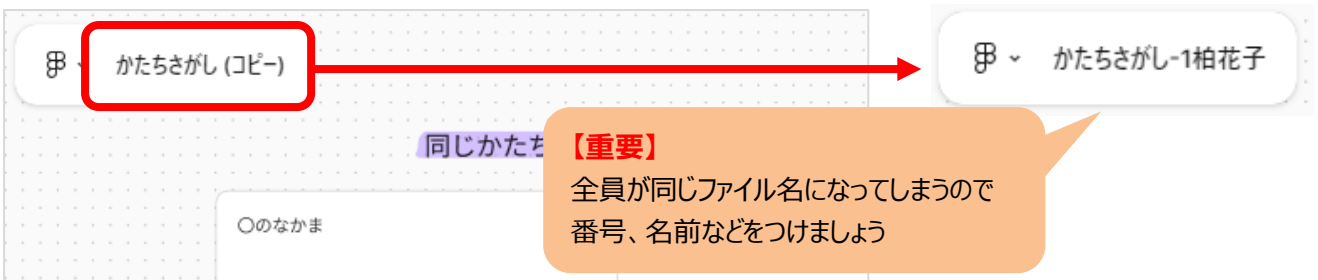 かたちさがし (コピー)
かたちさがし-1柏花子
同じかたち
【重要】
全員が同じファイル名になってしまうので
番号、名前などをつけましょう
〇のなかま